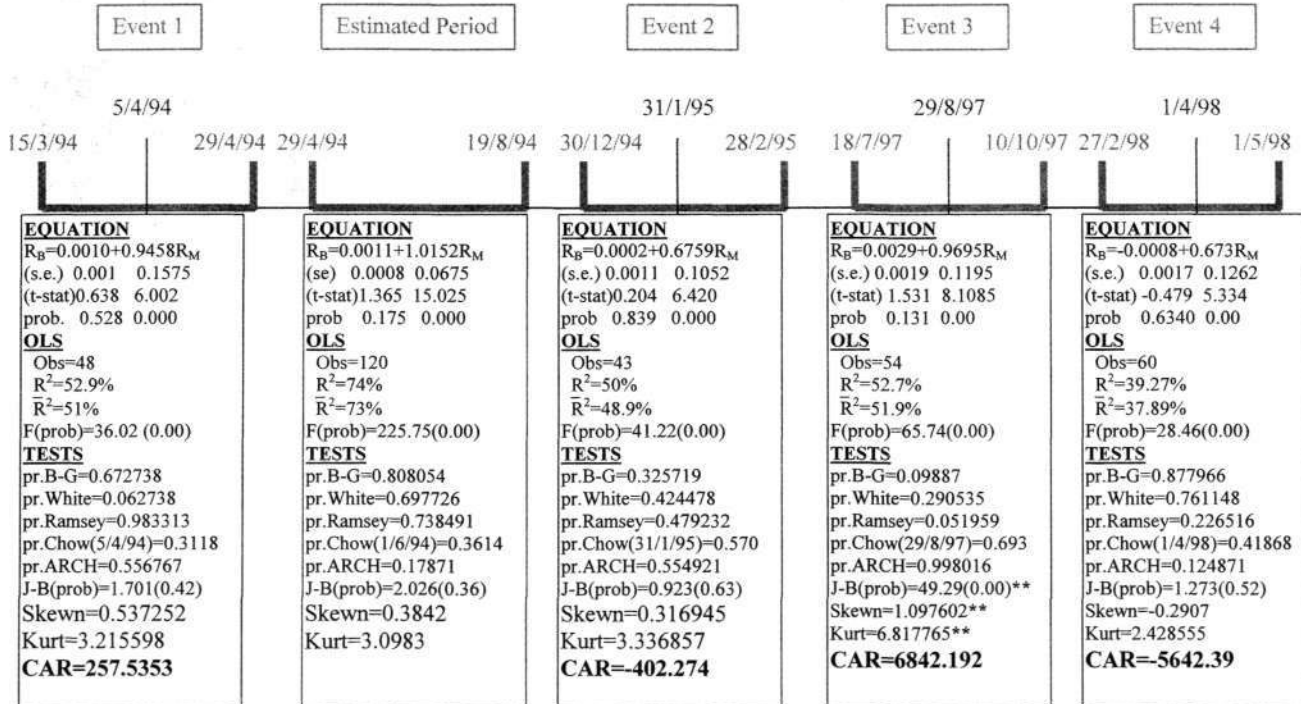 Event 1
Estimated Period
Event 2
Event 3
Event 4
5/4/94
31/1/95
29/8/97
1/4/98
15/3/94
29/4/94
29/4/94
19/8/94
30/12/94
28/2/95
18/7/97
10/10/97
27/2/98
1/5/98
EQUATION
R_B=0.0010+0.9458R_M
(s.e.) 0.001 0.1575
(t-stat)0.638 6.002
prob. 0.528 0.000
OLS
Obs=48
R²=52.9%
R̅²=51%
F(prob)=36.02 (0.00)
TESTS
pr.B-G=0.672738
pr.White=0.062738
pr.Ramsey=0.983313
pr.Chow(5/4/94)=0.3118
pr.ARCH=0.556767
J-B(prob)=1.701(0.42)
Skewn=0.537252
Kurt=3.215598
CAR=257.5353
EQUATION
R_B=0.0011+1.0152R_M
(se) 0.0008 0.0675
(t-stat)1.365 15.025
prob 0.175 0.000
OLS
Obs=120
R²=74%
R̅²=73%
F(prob)=225.75(0.00)
TESTS
pr.B-G=0.808054
pr.White=0.697726
pr.Ramsey=0.738491
pr.Chow(1/6/94)=0.3614
pr.ARCH=0.17871
J-B(prob)=2.026(0.36)
Skewn=0.3842
Kurt=3.0983
EQUATION
R_B=0.0002+0.6759R_M
(s.e.) 0.0011 0.1052
(t-stat)0.204 6.420
prob 0.839 0.000
OLS
Obs=43
R²=50%
R̅²=48.9%
F(prob)=41.22(0.00)
TESTS
pr.B-G=0.325719
pr.White=0.424478
pr.Ramsey=0.479232
pr.Chow(31/1/95)=0.570
pr.ARCH=0.554921
J-B(prob)=0.923(0.63)
Skewn=0.316945
Kurt=3.336857
CAR=-402.274
EQUATION
R_B=0.0029+0.9695R_M
(s.e.) 0.0019 0.1195
(t-stat) 1.531 8.1085
prob 0.131 0.00
OLS
Obs=54
R²=52.7%
R̅²=51.9%
F(prob)=65.74(0.00)
TESTS
pr.B-G=0.09887
pr.White=0.290535
pr.Ramsey=0.051959
pr.Chow(29/8/97)=0.693
pr.ARCH=0.998016
J-B(prob)=49.29(0.00)**
Skewn=1.097602**
Kurt=6.817765**
CAR=6842.192
EQUATION
R_B=-0.0008+0.673R_M
(s.e.) 0.0017 0.1262
(t-stat) -0.479 5.334
prob 0.6340 0.00
OLS
Obs=60
R²=39.27%
R̅²=37.89%
F(prob)=28.46(0.00)
TESTS
pr.B-G=0.877966
pr.White=0.761148
pr.Ramsey=0.226516
pr.Chow(1/4/98)=0.41868
pr.ARCH=0.124871
J-B(prob)=1.273(0.52)
Skewn=-0.2907
Kurt=2.428555
CAR=-5642.39